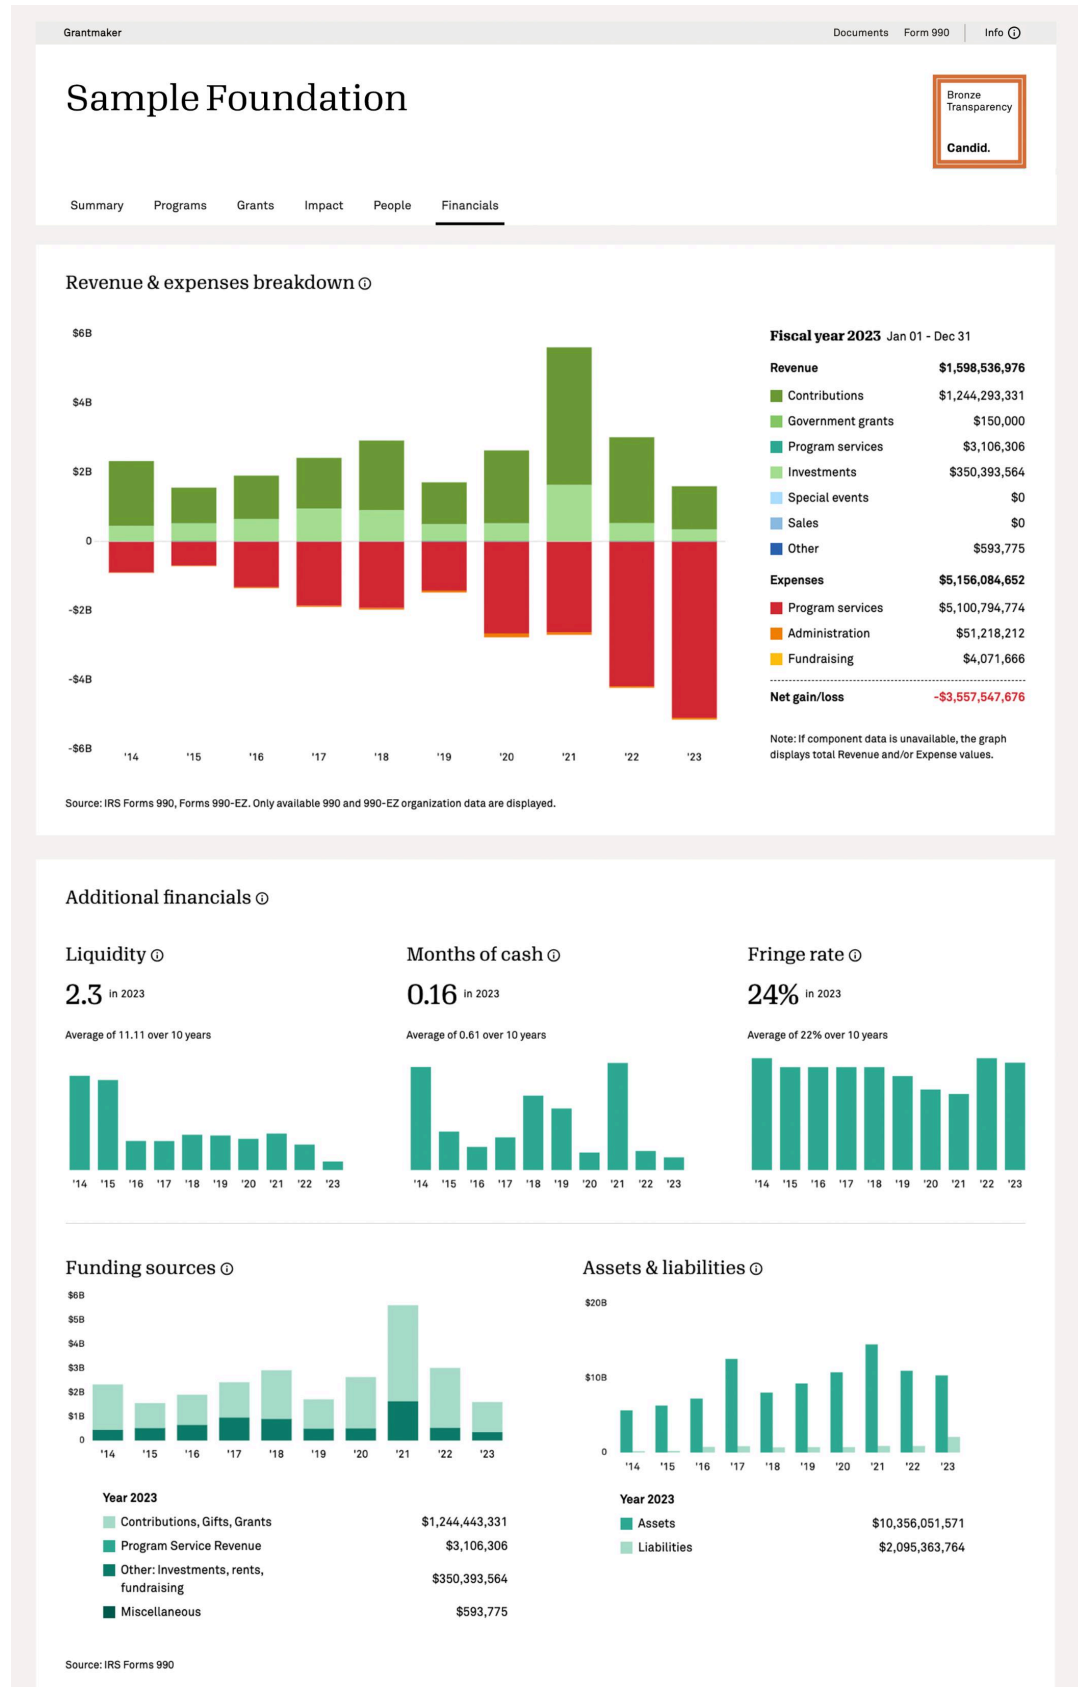 Grantmaker
Documents Form 990 Info
Sample Foundation
Bronze
Transparency
Candid.
Summary Programs Grants Impact People Financials
Revenue & expenses breakdown
$6B
$4B
$2B
0
-$2B
-$4B
-$6B
'14 '15 '16 '17 '18 '19 '20 '21 '22 '23
Fiscal year 2023 Jan 01 - Dec 31
Revenue $1,598,536,976
Contributions $1,244,293,331
Government grants $150,000
Program services $3,106,306
Investments $350,393,564
Special events $0
Sales $0
Other $593,775
Expenses $5,156,084,652
Program services $5,100,794,774
Administration $51,218,212
Fundraising $4,071,666
Net gain/loss -$3,557,547,676
Note: If component data is unavailable, the graph
displays total Revenue and/or Expense values.
Source: IRS Forms 990, Forms 990-EZ. Only available 990 and 990-EZ organization data are displayed.
Additional financials
Liquidity
2.3 in 2023
Average of 11.11 over 10 years
'14 '15 '16 '17 '18 '19 '20 '21 '22 '23
Months of cash
0.16 in 2023
Average of 0.61 over 10 years
'14 '15 '16 '17 '18 '19 '20 '21 '22 '23
Fringe rate
24% in 2023
Average of 22% over 10 years
'14 '15 '16 '17 '18 '19 '20 '21 '22 '23
Funding sources
$6B
$5B
$4B
$3B
$2B
$1B
0
'14 '15 '16 '17 '18 '19 '20 '21 '22 '23
Year 2023
Contributions, Gifts, Grants $1,244,443,331
Program Service Revenue $3,106,306
Other: Investments, rents,
fundraising $350,393,564
Miscellaneous $593,775
Assets & liabilities
$20B
$10B
0
'14 '15 '16 '17 '18 '19 '20 '21 '22 '23
Year 2023
Assets $10,356,051,571
Liabilities $2,095,363,764
Source: IRS Forms 990